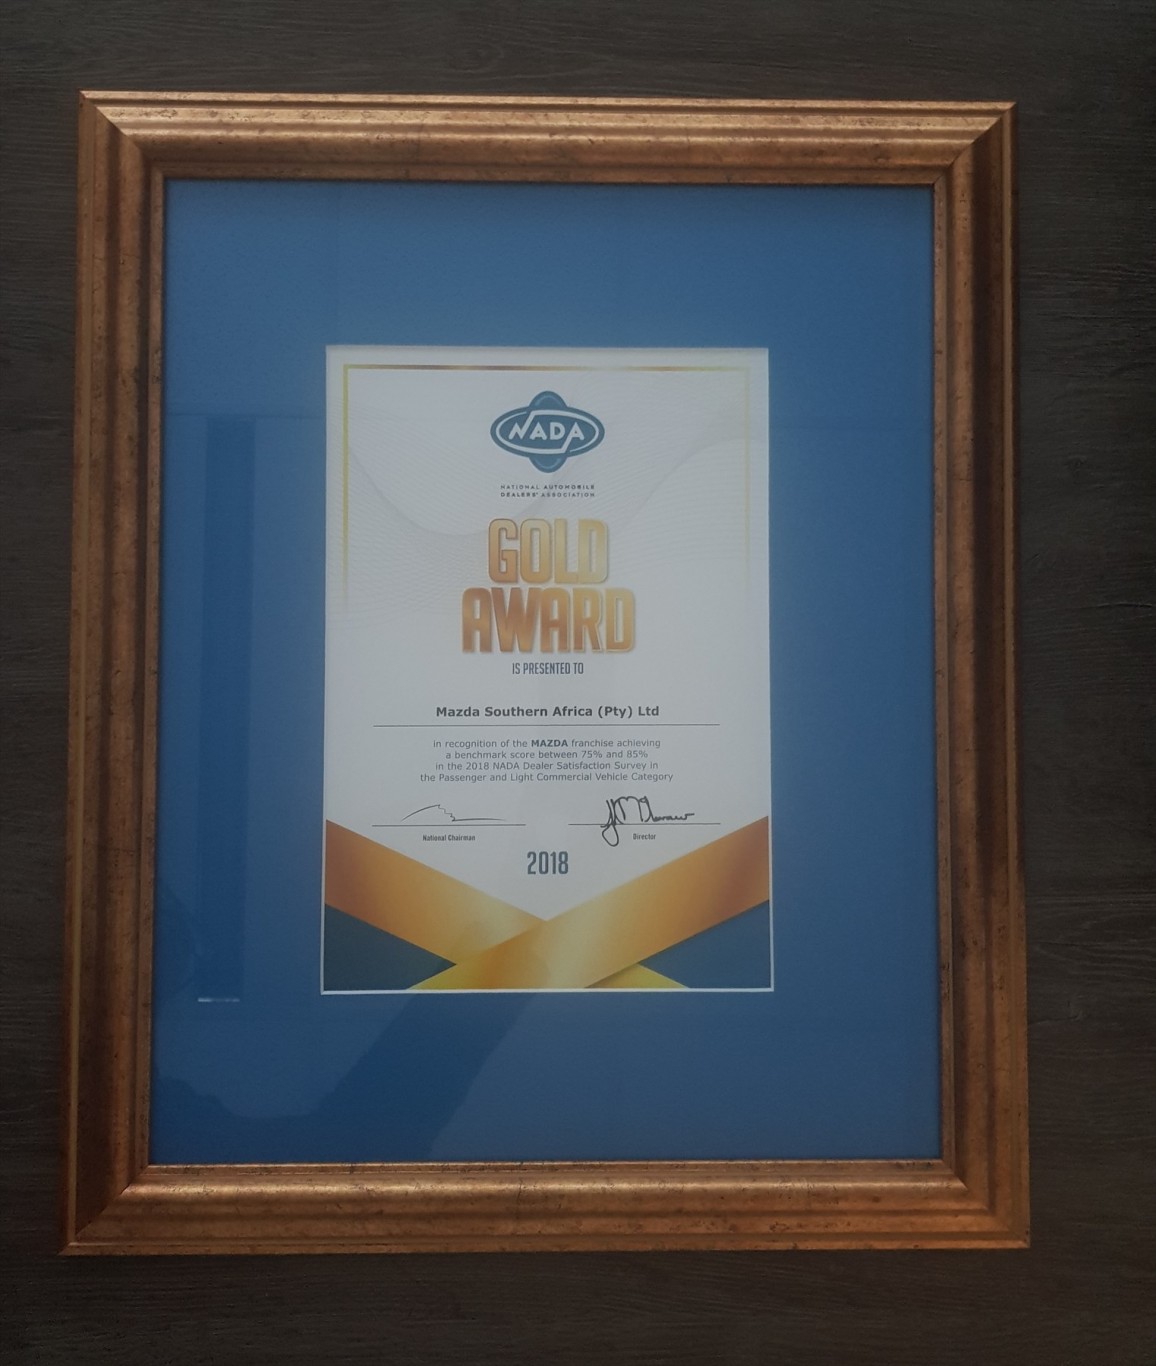 NADA
NATIONAL AUTOMOBILE
DEALERS' ASSOCIATION
GOLD
AWARD
IS PRESENTED TO
Mazda Southern Africa (Pty) Ltd
in recognition of the MAZDA franchise achieving
a benchmark score between 75% and 85%
in the 2018 NADA Dealer Satisfaction Survey in
the Passenger and Light Commercial Vehicle Category
National Chairman
Director
2018